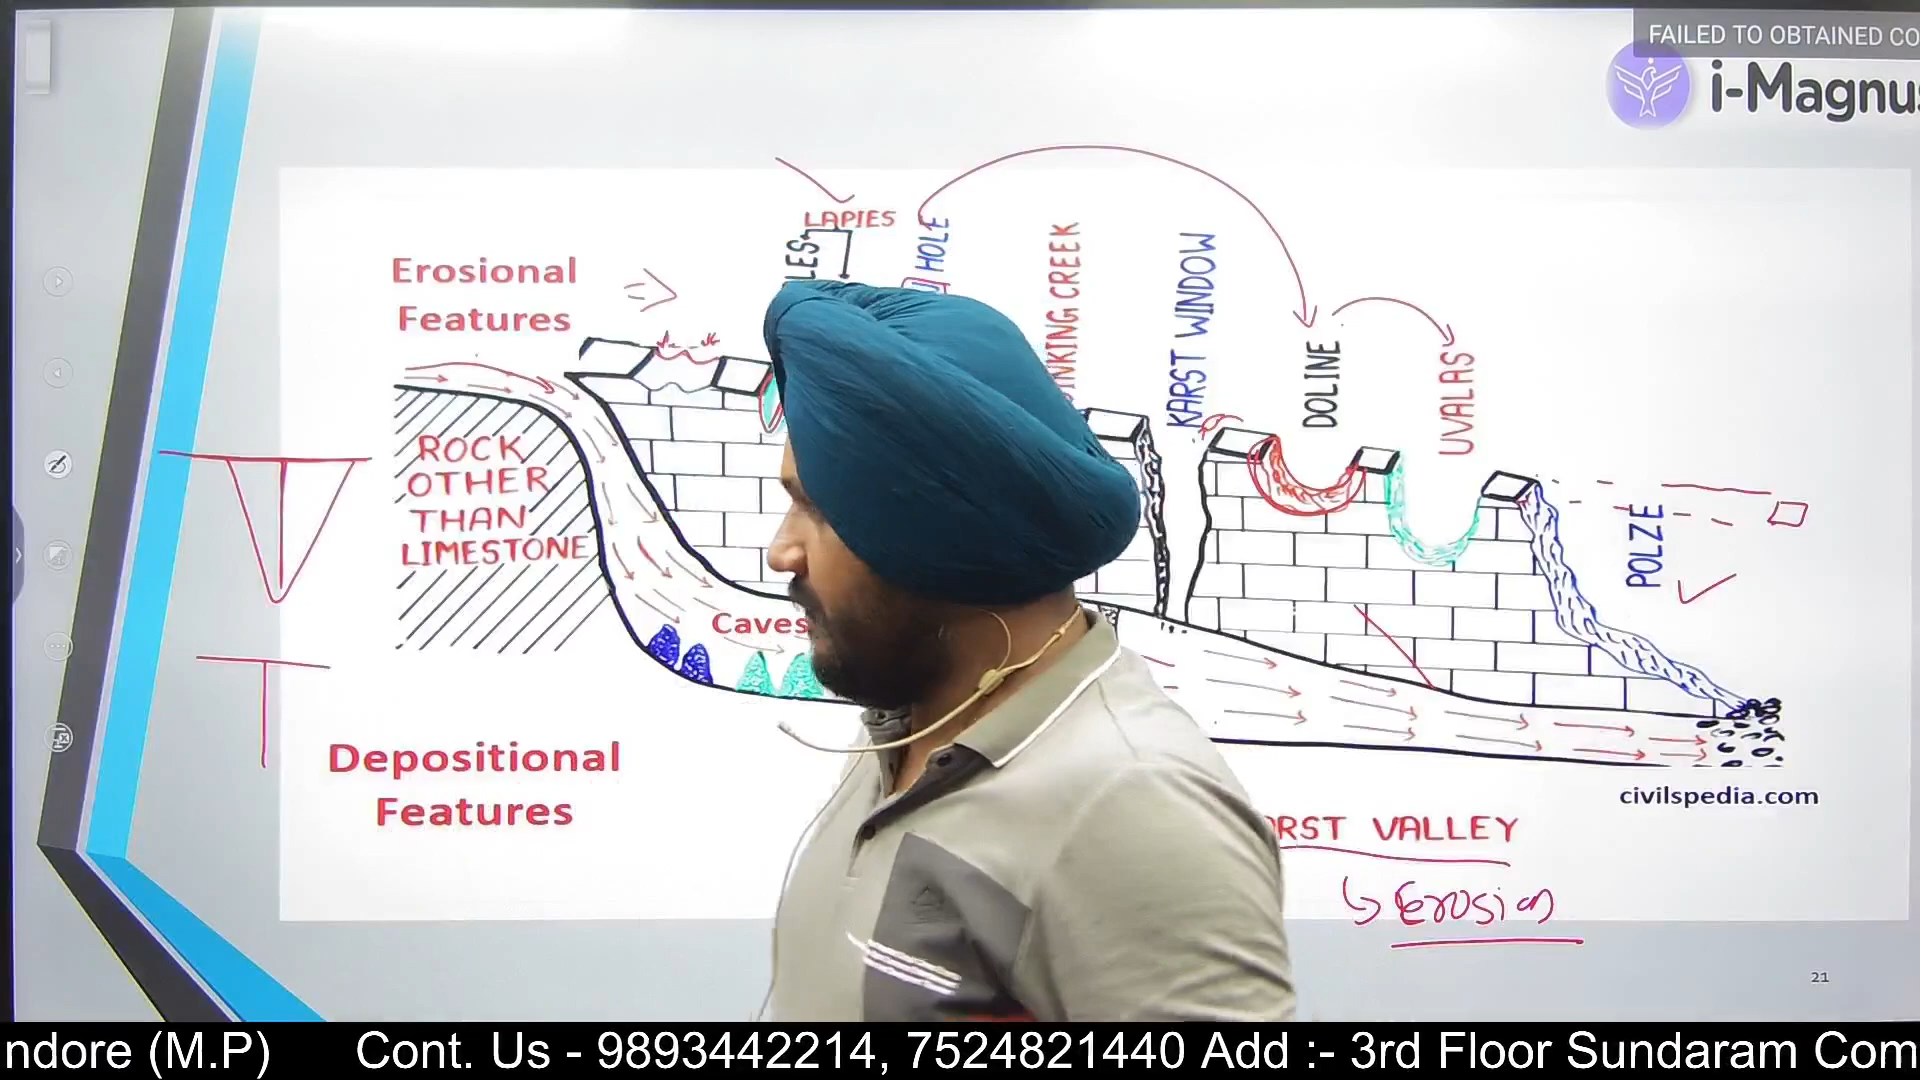 FAILED TO OBTAINED CO
i-Magnus
LAPIES
LES
HOLE
INKING CREEK
KARST WINDOW
DOLINE
UVALAS
POLZE
Erosional
Features
ROCK
OTHER
THAN
LIMESTONE
Caves
Depositional
Features
civilspedia.com
RST VALLEY
Erosion
21
ndore (M.P) Cont. Us - 9893442214, 7524821440 Add :- 3rd Floor Sundaram Com